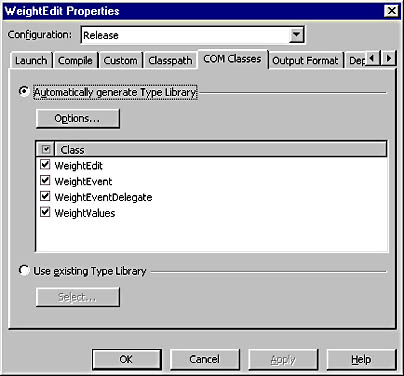 WeightEdit Properties
Configuration: Release
Launch Compile Custom Classpath COM Classes Output Format Dep
Automatically generate Type Library
Options...
Class
WeightEdit
WeightEvent
WeightEventDelegate
WeightValues
Use existing Type Library
Select...
OK Cancel Apply Help